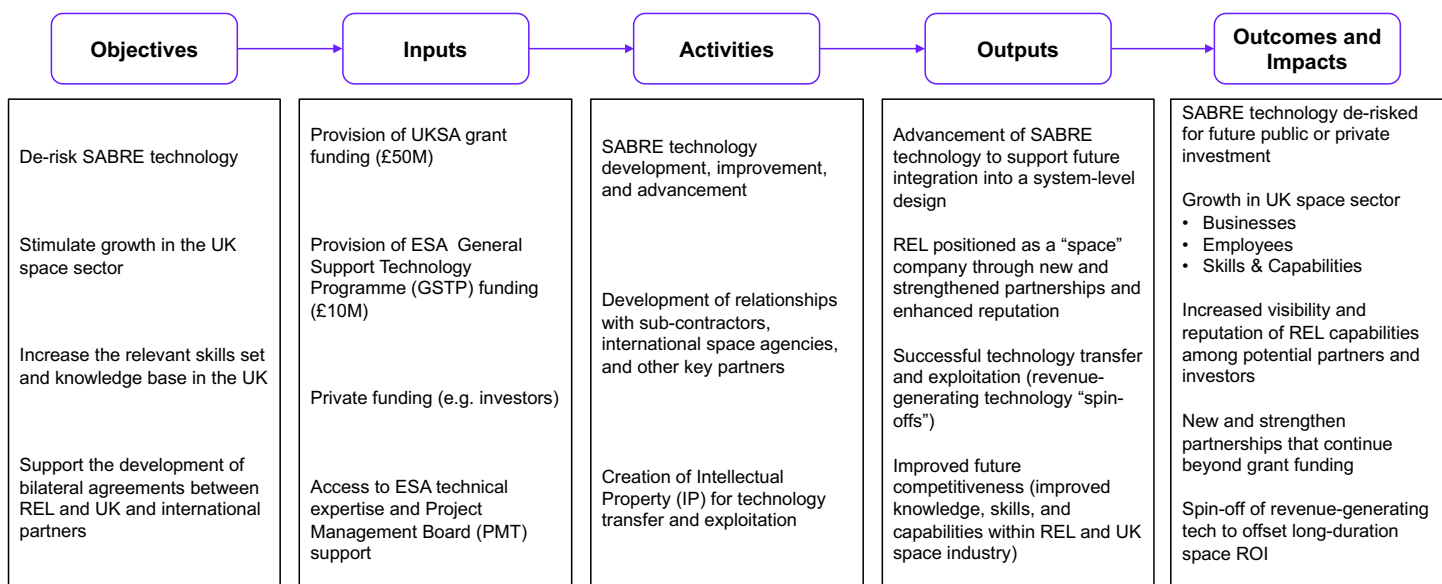 Objectives
Inputs
Activities
Outputs
Outcomes and
Impacts
De-risk SABRE technology
Stimulate growth in the UK
space sector
Increase the relevant skills set
and knowledge base in the UK
Support the development of
bilateral agreements between
REL and UK and international
partners
Provision of UKSA grant
funding (£50M)
Provision of ESA  General
Support Technology
Programme (GSTP) funding
(£10M)
Private funding (e.g. investors)
Access to ESA technical
expertise and Project
Management Board (PMT)
support
SABRE technology
development, improvement,
and advancement
Development of relationships
with sub-contractors,
international space agencies,
and other key partners
Creation of Intellectual
Property (IP) for technology
transfer and exploitation
Advancement of SABRE
technology to support future
integration into a system-level
design
REL positioned as a “space”
company through new and
strengthened partnerships and
enhanced reputation
Successful technology transfer
and exploitation (revenue-
generating technology “spin-
offs”)
Improved future
competitiveness (improved
knowledge, skills, and
capabilities within REL and UK
space industry)
SABRE technology de-risked
for future public or private
investment
Growth in UK space sector
• Businesses
• Employees
• Skills & Capabilities
Increased visibility and
reputation of REL capabilities
among potential partners and
investors
New and strengthen
partnerships that continue
beyond grant funding
Spin-off of revenue-generating
tech to offset long-duration
space ROI